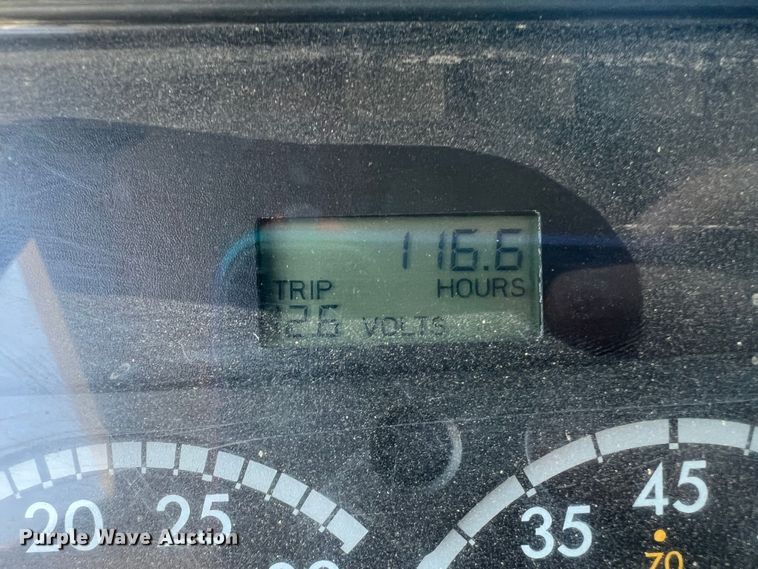 116.6
TRIP HOURS
12.6 VOLTS
45
20 25 35
70
Purple Wave Auction